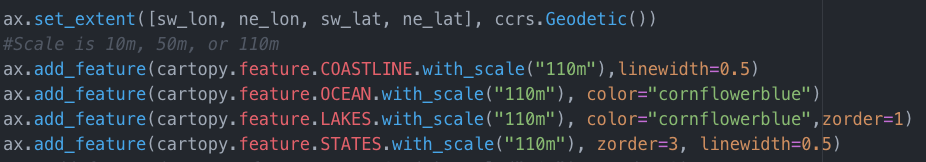 ax.set_extent([sw_lon, ne_lon, sw_lat, ne_lat], ccrs.Geodetic())
#Scale is 10m, 50m, or 110m
ax.add_feature(cartopy.feature.COASTLINE.with_scale("110m"),linewidth=0.5)
ax.add_feature(cartopy.feature.OCEAN.with_scale("110m"), color="cornflowerblue")
ax.add_feature(cartopy.feature.LAKES.with_scale("110m"), color="cornflowerblue",zorder=1)
ax.add_feature(cartopy.feature.STATES.with_scale("110m"), zorder=3, linewidth=0.5)